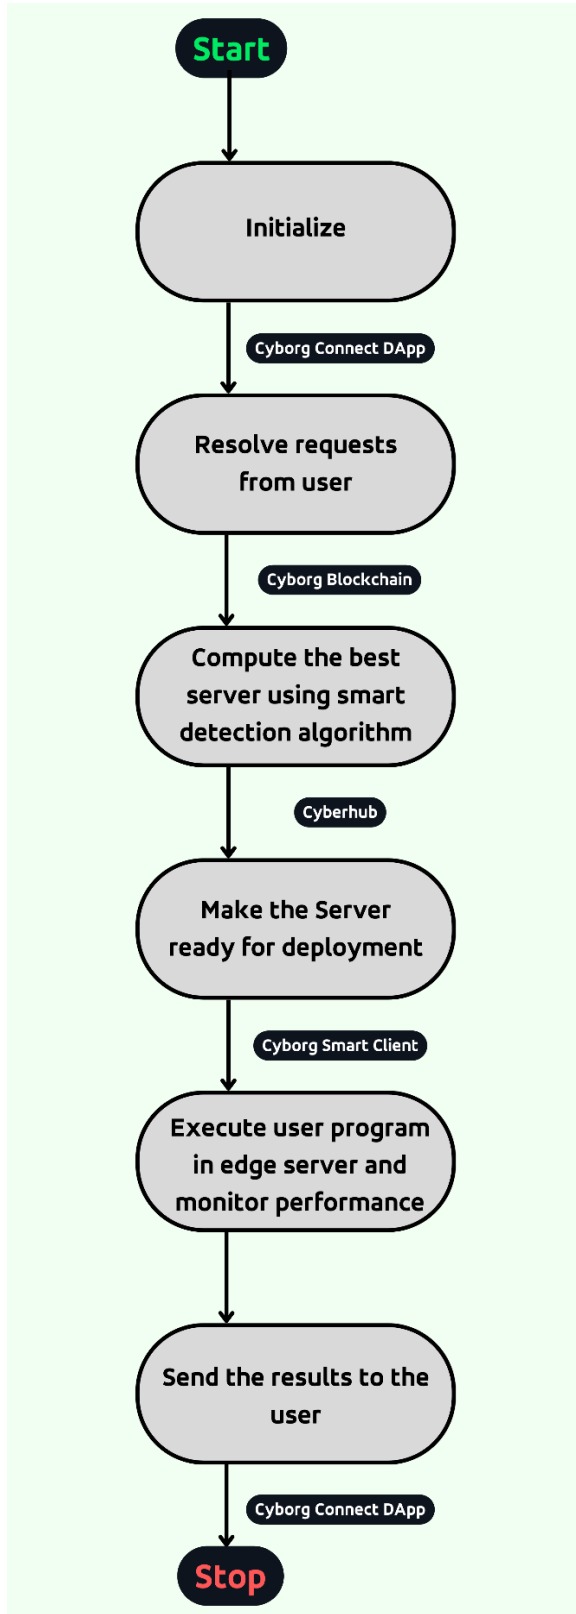 Start
Initialize
Cyborg Connect DApp
Resolve requests
from user
Cyborg Blockchain
Compute the best
server using smart
detection algorithm
Cyberhub
Make the Server
ready for deployment
Cyborg Smart Client
Execute user program
in edge server and
monitor performance
Send the results to the
user
Cyborg Connect DApp
Stop